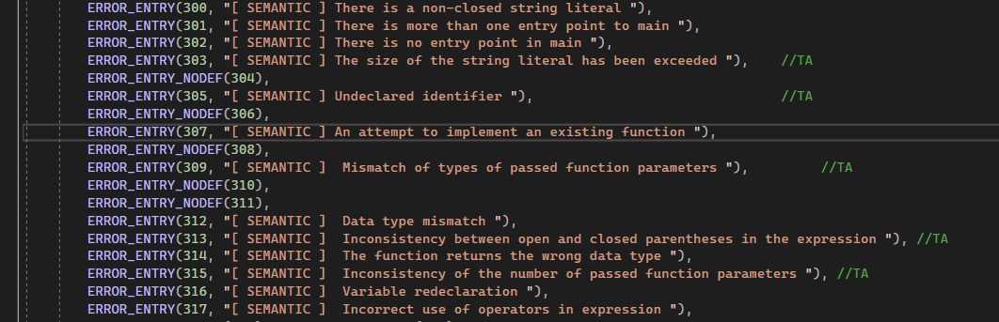 ERROR_ENTRY(300, "[ SEMANTIC ] There is a non-closed string literal "),
ERROR_ENTRY(301, "[ SEMANTIC ] There is more than one entry point to main "),
ERROR_ENTRY(302, "[ SEMANTIC ] There is no entry point in main "),
ERROR_ENTRY(303, "[ SEMANTIC ] The size of the string literal has been exceeded "),    //TA
ERROR_ENTRY_NODEF(304),
ERROR_ENTRY(305, "[ SEMANTIC ] Undeclared identifier "),                               //TA
ERROR_ENTRY_NODEF(306),
ERROR_ENTRY(307, "[ SEMANTIC ] An attempt to implement an existing function "),
ERROR_ENTRY_NODEF(308),
ERROR_ENTRY(309, "[ SEMANTIC ]  Mismatch of types of passed function parameters "),         //TA
ERROR_ENTRY_NODEF(310),
ERROR_ENTRY_NODEF(311),
ERROR_ENTRY(312, "[ SEMANTIC ]  Data type mismatch "),
ERROR_ENTRY(313, "[ SEMANTIC ]  Inconsistency between open and closed parentheses in the expression "), //TA
ERROR_ENTRY(314, "[ SEMANTIC ]  The function returns the wrong data type "),
ERROR_ENTRY(315, "[ SEMANTIC ]  Inconsistency of the number of passed function parameters "), //TA
ERROR_ENTRY(316, "[ SEMANTIC ]  Variable redeclaration "),
ERROR_ENTRY(317, "[ SEMANTIC ]  Incorrect use of operators in expression "),